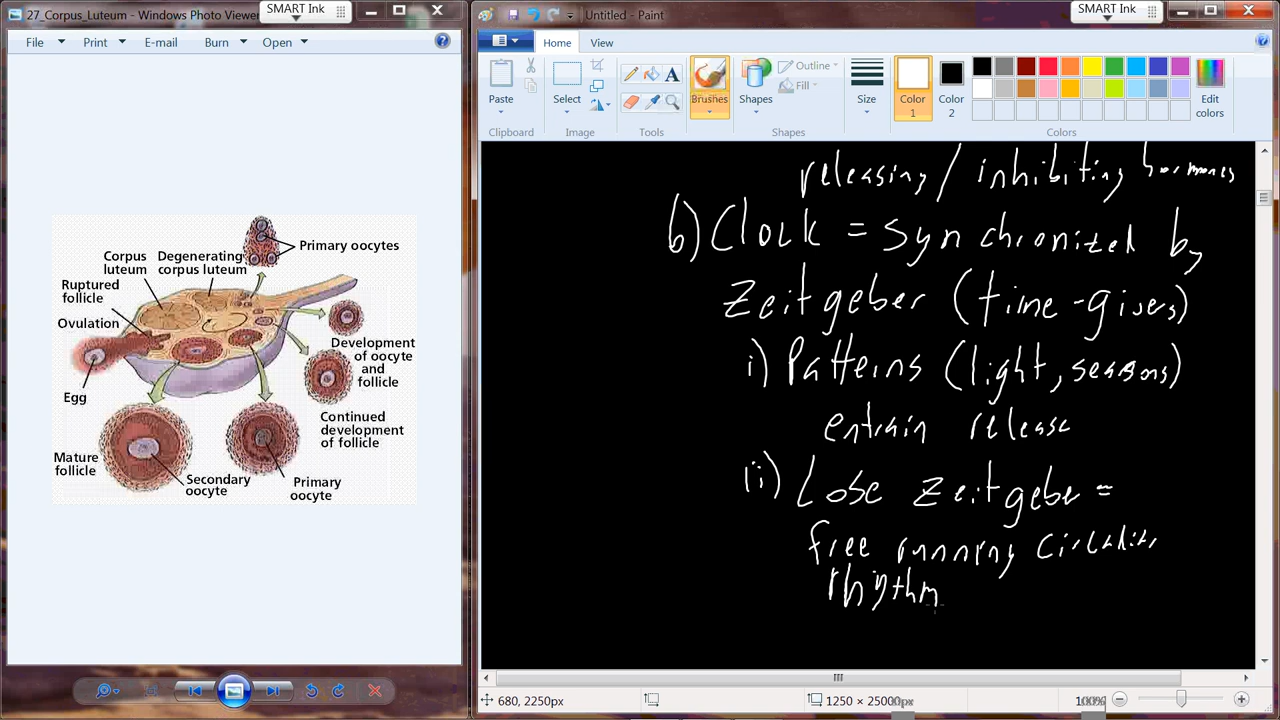 27_Corpus_Luteum - Windows Photo Viewer
SMART Ink
File Print E-mail Burn Open
Primary oocytes
Corpus luteum
Degenerating corpus luteum
Ruptured follicle
Ovulation
Egg
Development of oocyte and follicle
Continued development of follicle
Mature follicle
Secondary oocyte
Primary oocyte
Untitled - Paint
SMART Ink
Home View
Paste
Select
Brushes
Shapes
Outline
Fill
Size
Color 1
Color 2
Edit colors
Clipboard Image Tools Shapes Colors
releasing/inhibiting hormones
b) Clock = synchronized by
Zeitgeber (time-givers)
i) Patterns (light, seasons)
entrain release
ii) Lose Zeitgeber =
free running circadian
rhythm
680, 2250px
1250 × 25000px
100%